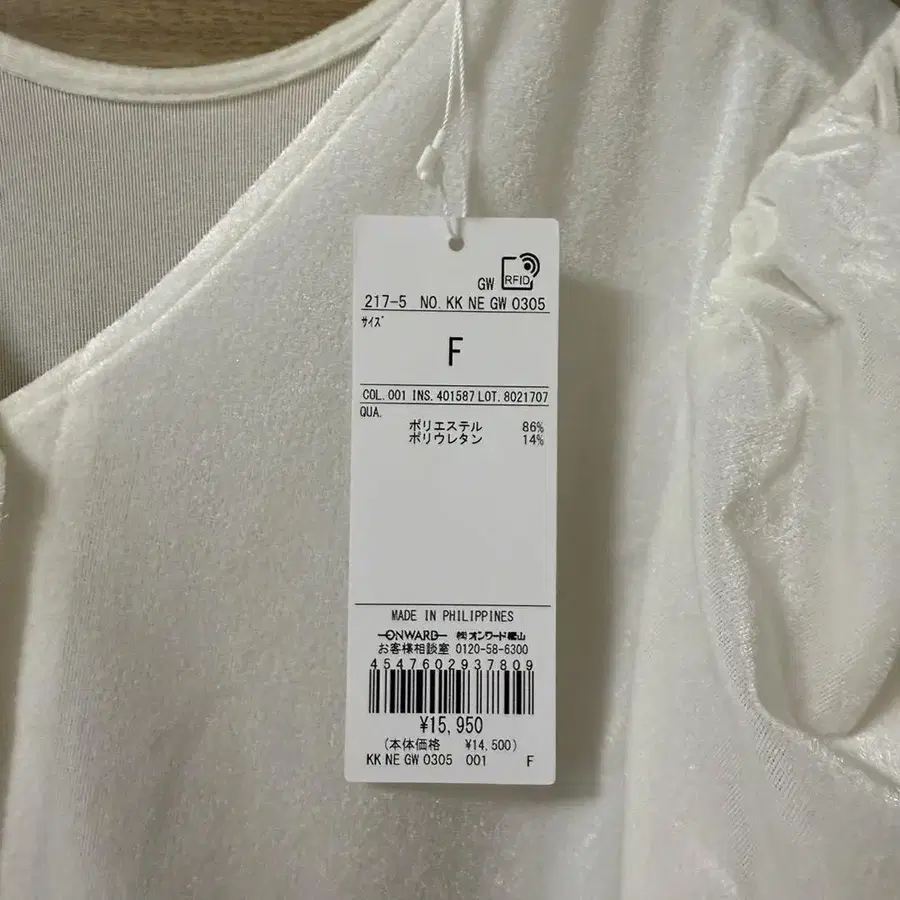 GW RFID
217-5 NO. KK NE GW 0305
サイズ
F
COL. 001 INS. 401587 LOT. 8021707
QUA.
ポリエステル 86%
ポリウレタン 14%
MADE IN PHILIPPINES
ONWARD ㈱オンワード樫山
お客様相談室 0120-58-6300
4547602937809
¥15,950
(本体価格 ¥14,500)
KK NE GW 0305 001 F